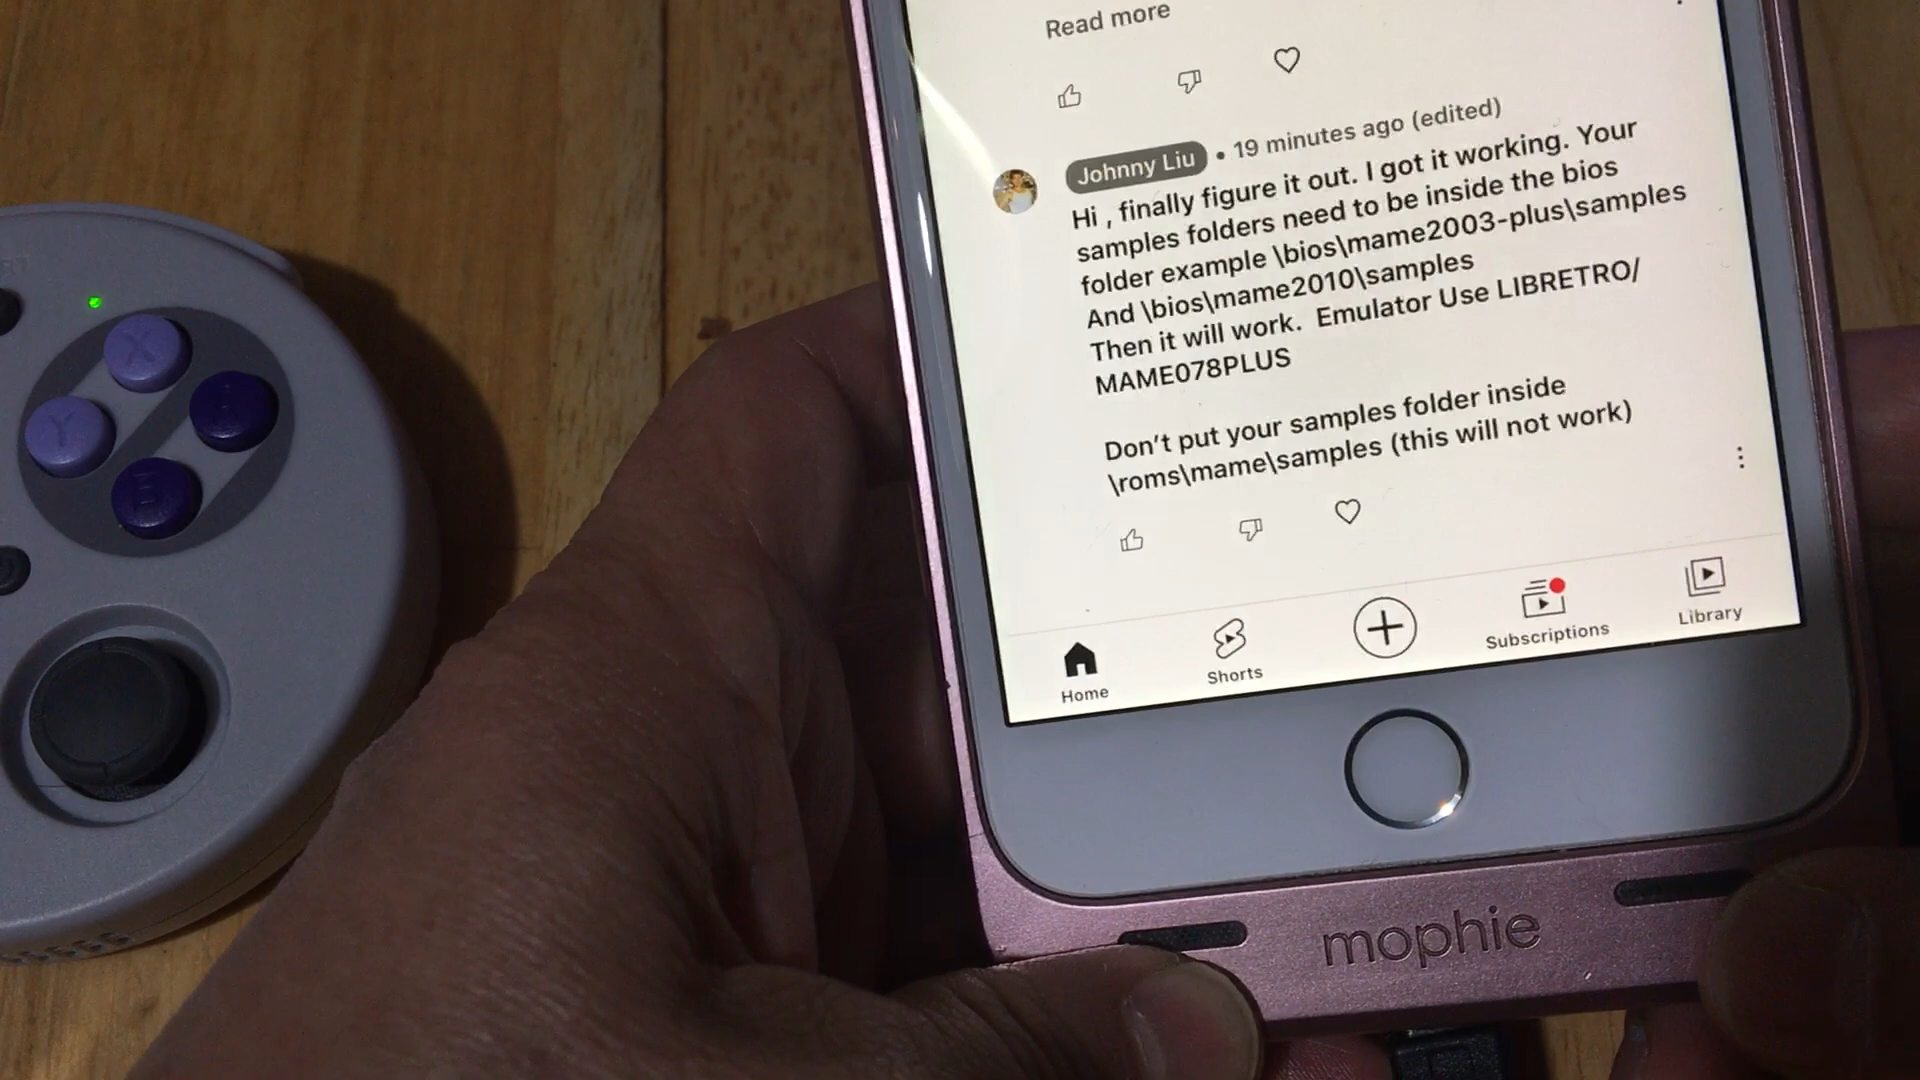 Read more
Johnny Liu • 19 minutes ago (edited)
Hi , finally figure it out. I got it working. Your
samples folders need to be inside the bios
folder example \bios\mame2003-plus\samples
And \bios\mame2010\samples
Then it will work.  Emulator Use LIBRETRO/
MAME078PLUS
Don’t put your samples folder inside
\roms\mame\samples (this will not work)
Home
Shorts
Subscriptions
Library
mophie
X
Y
A
B